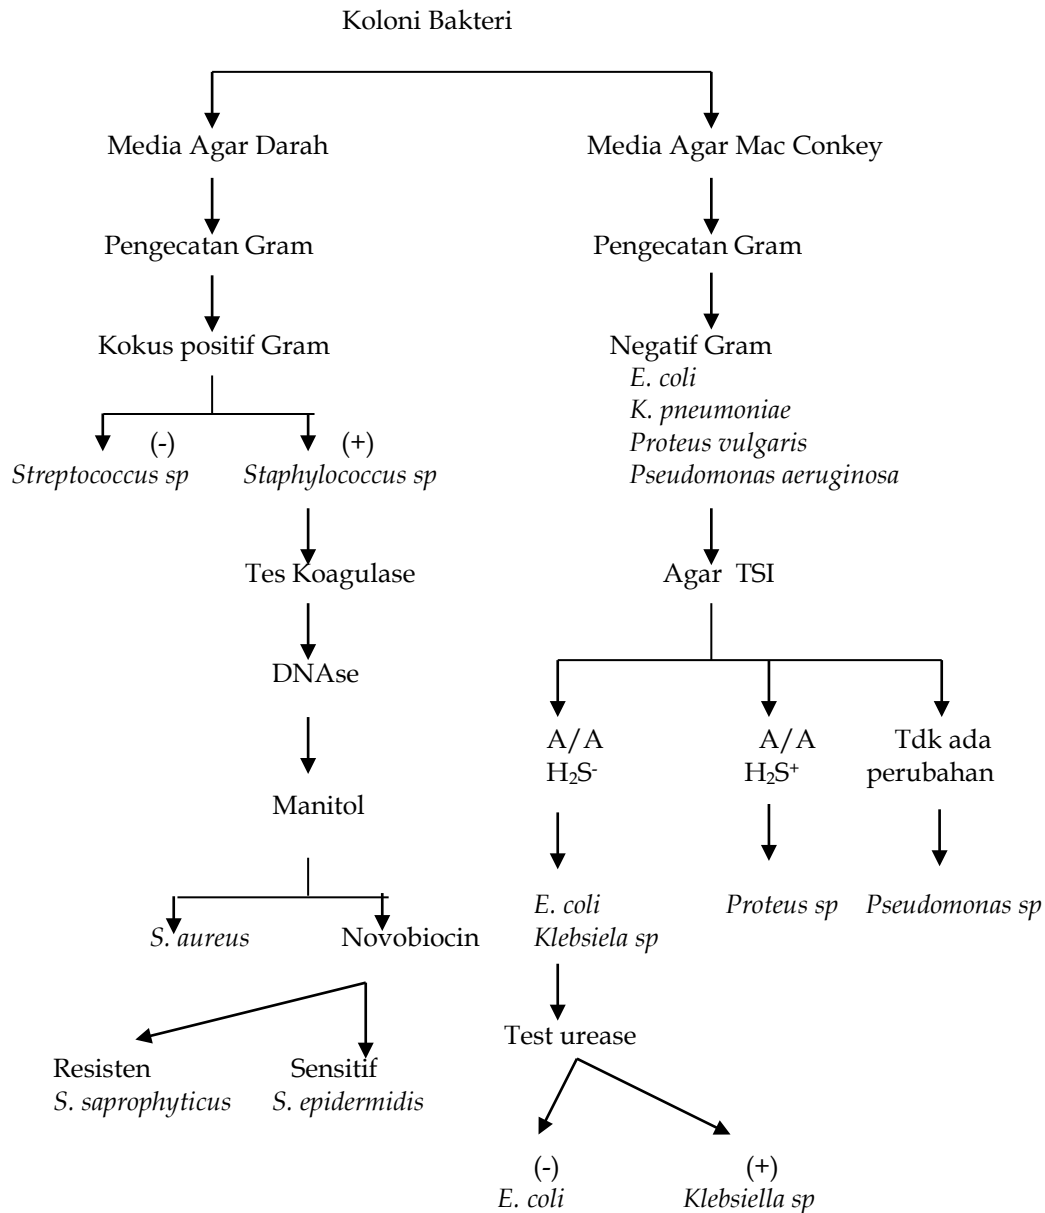 Koloni Bakteri
Media Agar Darah
Media Agar Mac Conkey
Pengecatan Gram
Pengecatan Gram
Kokus positif Gram
Negatif Gram
E. coli
K. pneumoniae
Proteus vulgaris
Pseudomonas aeruginosa
(-)
(+)
Streptococcus sp
Staphylococcus sp
Tes Koagulase
Agar TSI
DNAse
A/A
H₂S⁻
A/A
H₂S⁺
Tdk ada
perubahan
Manitol
E. coli
Klebsiela sp
Proteus sp
Pseudomonas sp
S. aureus
Novobiocin
Test urease
Resisten
S. saprophyticus
Sensitif
S. epidermidis
(-)
E. coli
(+)
Klebsiella sp